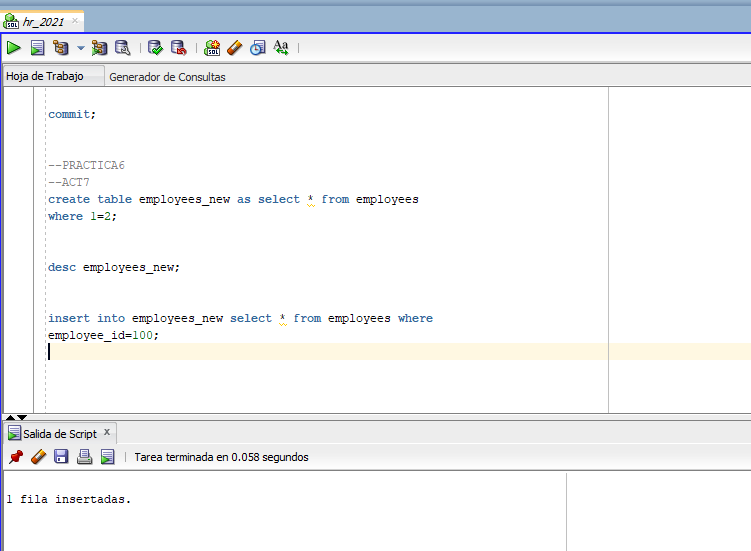 hr_2021
Hoja de Trabajo
Generador de Consultas
commit;
--PRACTICA6
--ACT7
create table employees_new as select * from employees
where 1=2;
desc employees_new;
insert into employees_new select * from employees where
employee_id=100;
Salida de Script
Tarea terminada en 0.058 segundos
1 fila insertadas.